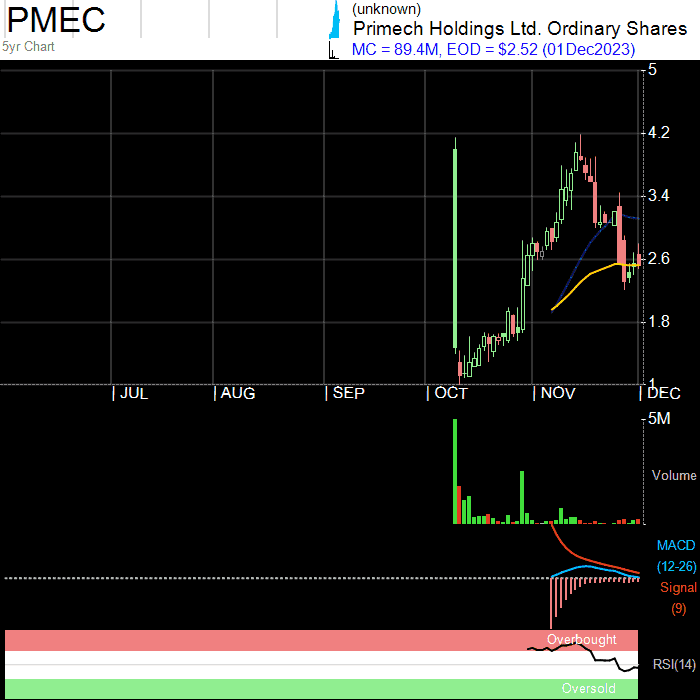 PMEC
(unknown)
Primech Holdings Ltd. Ordinary Shares
5yr Chart
MC = 89.4M, EOD = $2.52 (01Dec2023)
5
4.2
3.4
2.6
1.8
1
JUL AUG SEP OCT NOV DEC
5M
Volume
MACD
(12-26)
Signal
(9)
Overbought
RSI(14)
Oversold